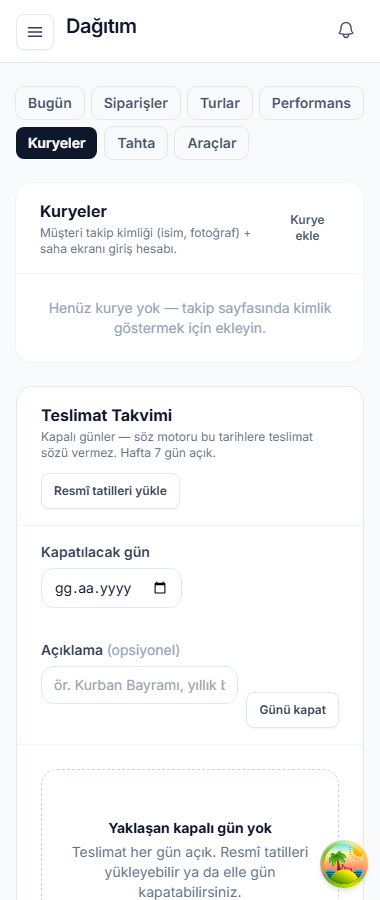 Dağıtım
Bugün
Siparişler
Turlar
Performans
Kuryeler
Tahta
Araçlar
Kuryeler
Müşteri takip kimliği (isim, fotoğraf) +
saha ekranı giriş hesabı.
Kurye
ekle
Henüz kurye yok — takip sayfasında kimlik
göstermek için ekleyin.
Teslimat Takvimi
Kapalı günler — söz motoru bu tarihlere teslimat
sözü vermez. Hafta 7 gün açık.
Resmî tatilleri yükle
Kapatılacak gün
gg.aa.yyyy
Açıklama (opsiyonel)
ör. Kurban Bayramı, yıllık
Günü kapat
Yaklaşan kapalı gün yok
Teslimat her gün açık. Resmî tatilleri
yükleyebilir ya da elle gün
kapatabilirsiniz.